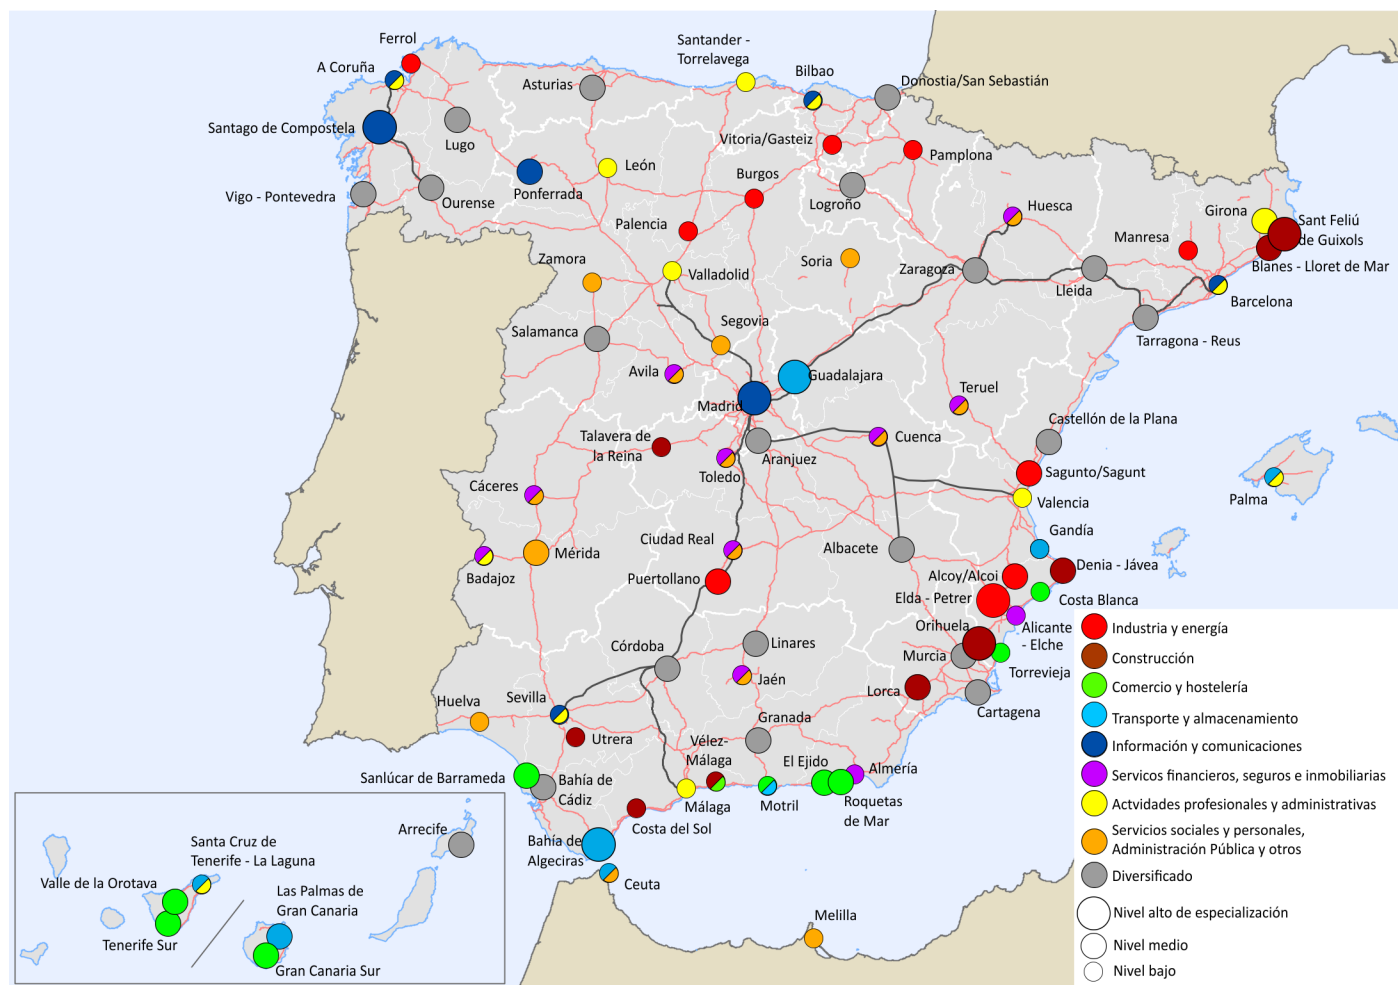 Ferrol
A Coruña
Santago de Compostela
Lugo
Vigo - Pontevedra
Ourense
Asturias
Ponferrada
León
Santander -
Torrelavega
Bilbao
Donostia/San Sebastián
Vitoria/Gasteiz
Pamplona
Logroño
Burgos
Palencia
Huesca
Girona
Sant Feliú
de Guixols
Manresa
Blanes - Lloret de Mar
Barcelona
Zamora
Valladolid
Soria
Zaragoza
Lleida
Tarragona - Reus
Salamanca
Segovia
Avila
Guadalajara
Madrid
Teruel
Castellón de la Plana
Talavera de
la Reina
Aranjuez
Toledo
Cuenca
Sagunto/Sagunt
Valencia
Palma
Cáceres
Gandía
Badajoz
Mérida
Ciudad Real
Albacete
Puertollano
Alcoy/Alcoi
Denia - Jávea
Elda - Petrer
Costa Blanca
Orihuela
Alicante
- Elche
Córdoba
Linares
Murcia
Torrevieja
Jaén
Lorca
Cartagena
Huelva
Sevilla
Utrera
Granada
Vélez-
Málaga
El Ejido
Almería
Sanlúcar de Barrameda
Bahía de
Cádiz
Málaga
Motril
Roquetas
de Mar
Costa del Sol
Bahía de
Algeciras
Ceuta
Melilla
Arrecife
Santa Cruz de
Tenerife - La Laguna
Valle de la Orotava
Las Palmas de
Gran Canaria
Tenerife Sur
Gran Canaria Sur
Industria y energía
Construcción
Comercio y hostelería
Transporte y almacenamiento
Información y comunicaciones
Servicos financieros, seguros e inmobiliarias
Actvidades profesionales y administrativas
Servicios sociales y personales,
Administración Pública y otros
Diversificado
Nivel alto de especialización
Nivel medio
Nivel bajo